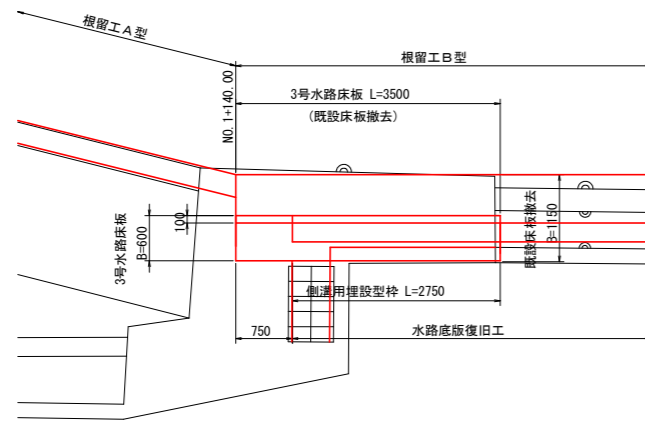 根留工A型
根留工B型
NO.1+140.00
3号水路床板 L=3500
(既設床板撤去)
3号水路床板
B=600
100
既設床板撤去
B=1150
側溝用埋設型枠 L=2750
750
水路底版復旧工